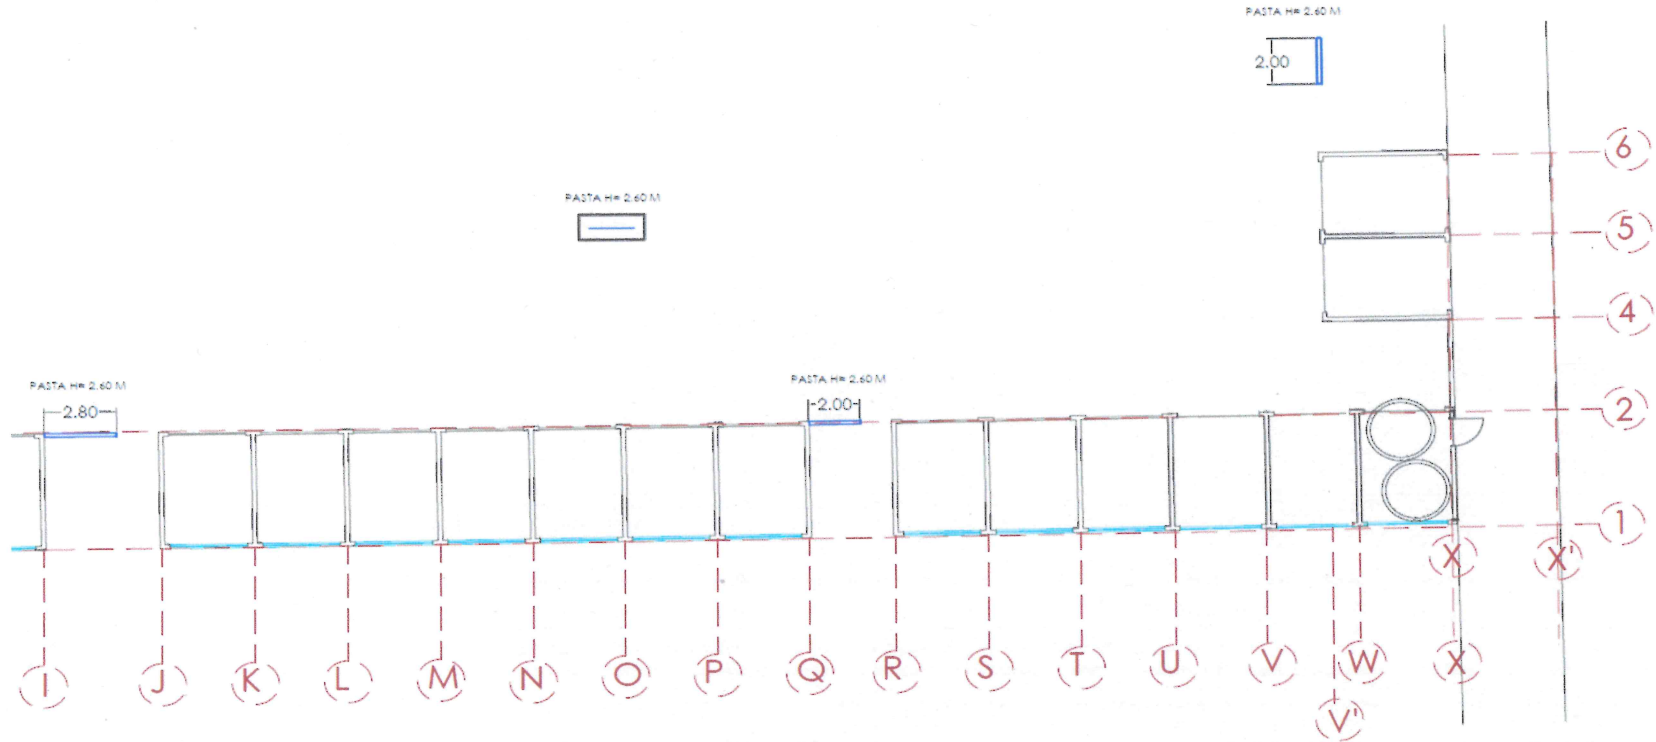 PASTA H= 2.60 M
2.00
6
PASTA H= 2.60 M
5
4
PASTA H= 2.60 M
2.80
PASTA H= 2.60 M
2.00
2
1
X
X'
I
J
K
L
M
N
O
P
Q
R
S
T
U
V
W
X
V'